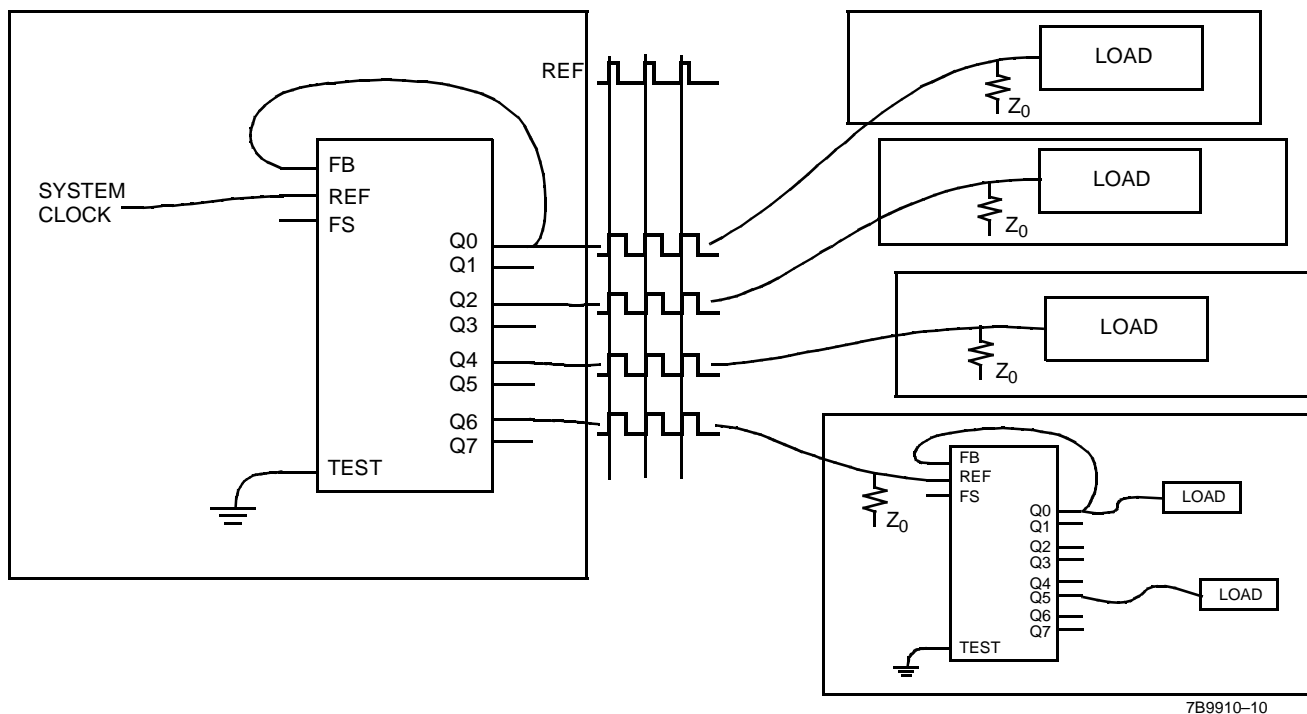 SYSTEM
CLOCK
FB
REF
FS
Q0
Q1
Q2
Q3
Q4
Q5
Q6
Q7
TEST
REF
LOAD
Z0
LOAD
Z0
LOAD
Z0
Z0
FB
REF
FS
Q0
Q1
Q2
Q3
Q4
Q5
Q6
Q7
TEST
LOAD
LOAD
7B9910–10